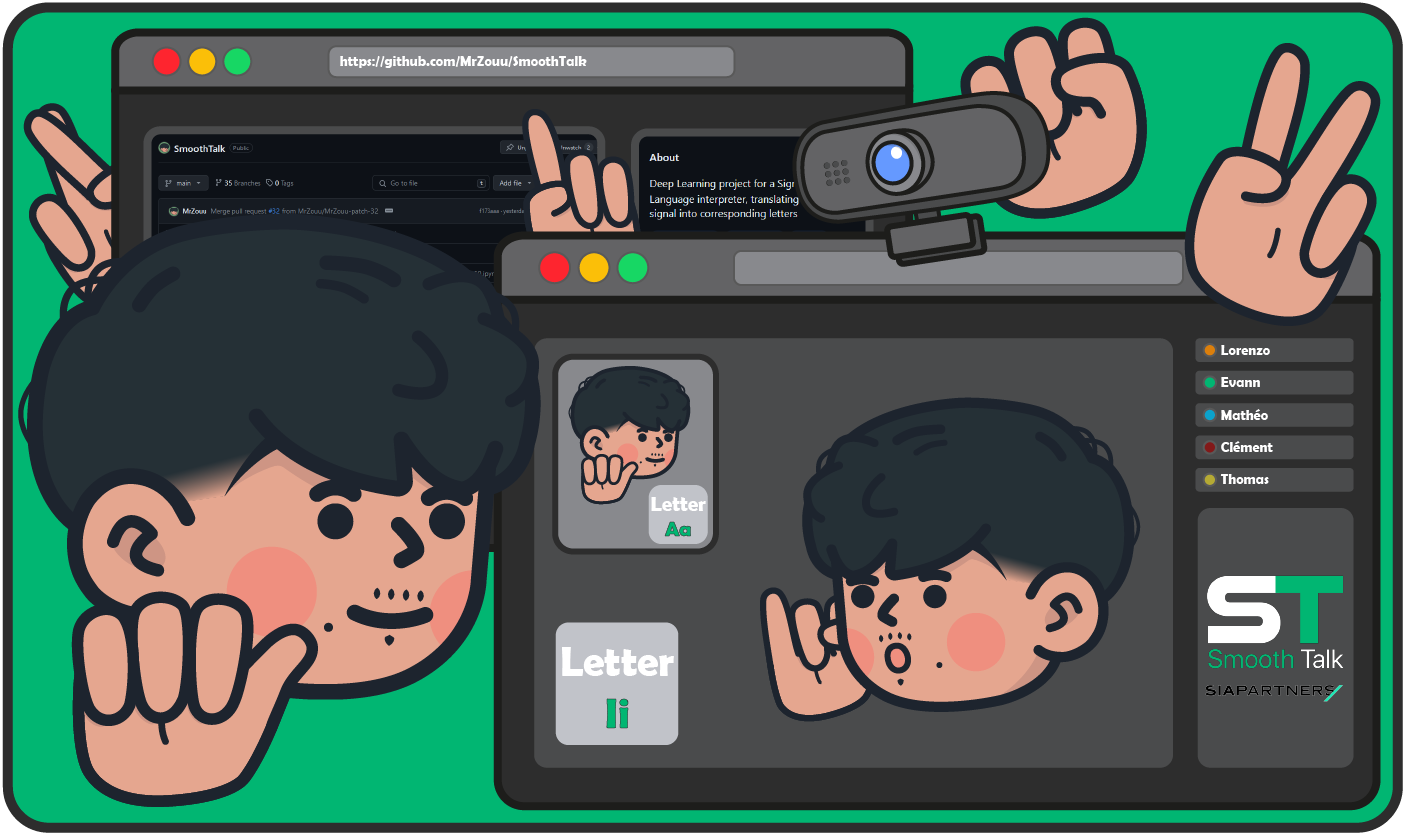 https://github.com/MrZouu/SmoothTalk
SmoothTalk Public
main 35 Branches 0 Tags Go to file t Add file
MrZouu Merge pull request #32 from MrZouu/MrZouu-patch-32
About
Deep Learning project for a Sign
Language interpreter, translating
signal into corresponding letters
Letter
Aa
Letter
Ii
Lorenzo
Evann
Mathéo
Clément
Thomas
ST
Smooth Talk
SIAPARTNERS